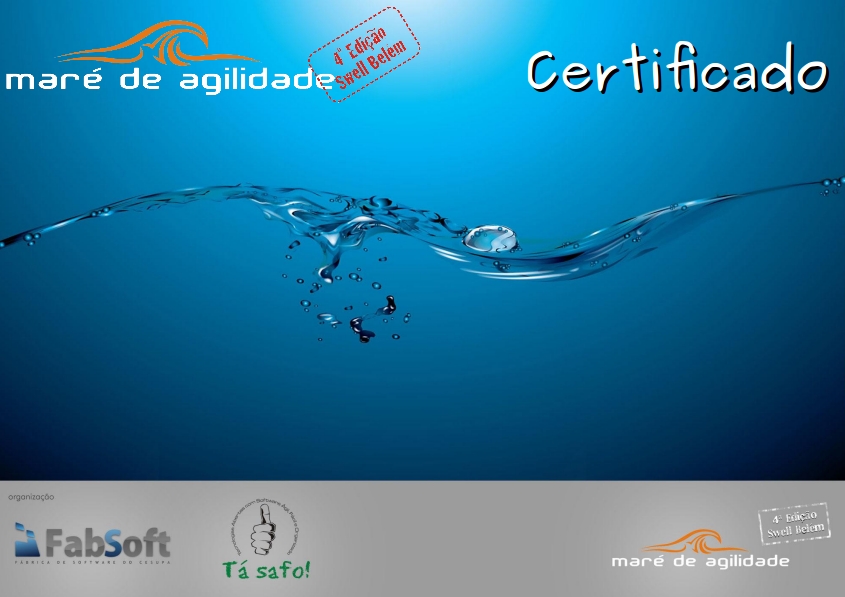 maré de agilidade
4ª Edição
Swell Belem
Certificado
organização
FabSoft
FÁBRICA DE SOFTWARE DO CESUPA
Tá safo!
maré de agilidade
4ª Edição
Swell Belem